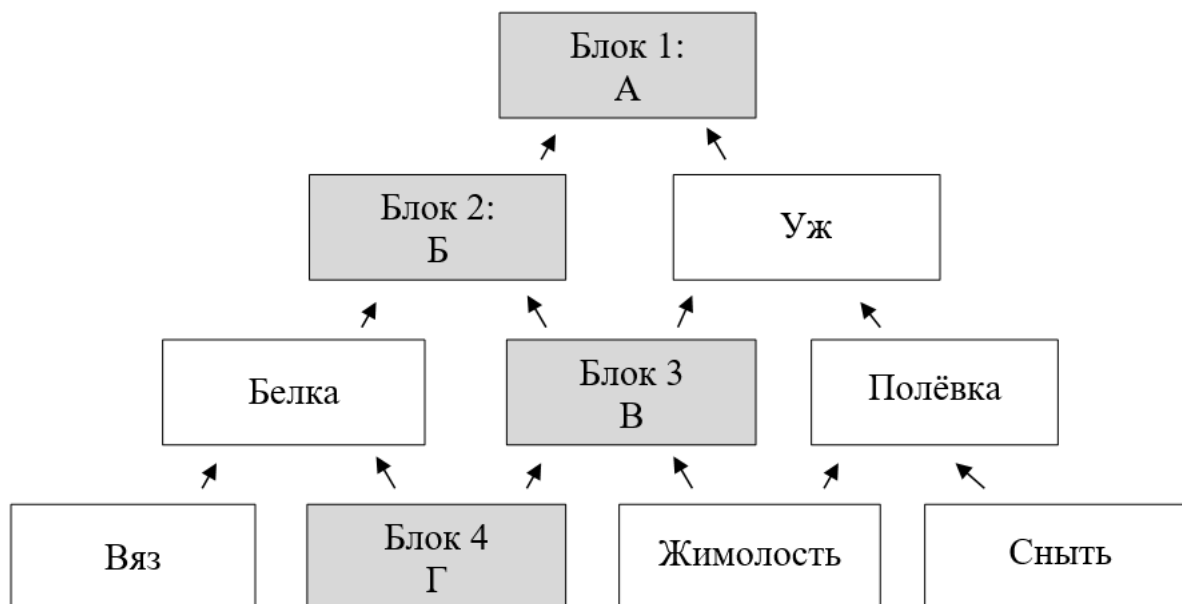 Блок 1:
А
Блок 2:
Б
Уж
Белка
Блок 3
В
Полёвка
Вяз
Блок 4
Г
Жимолость
Сныть